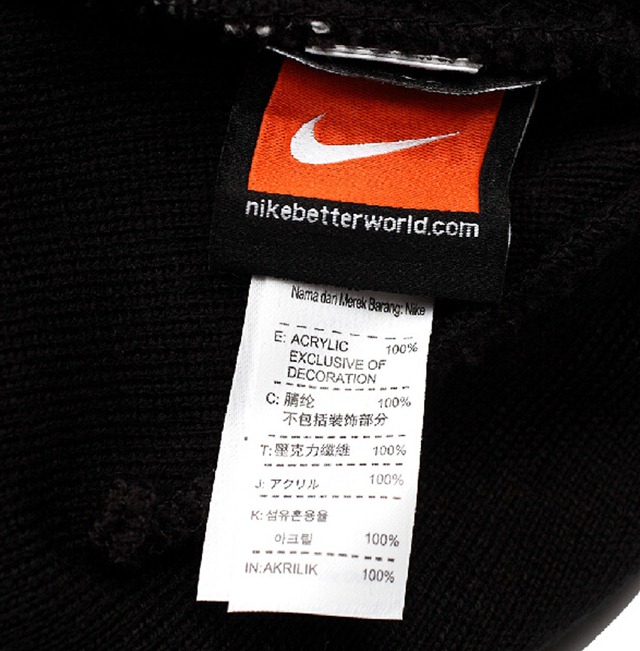 nikebetterworld.com
Nama dan Merek Barang: Nike
E: ACRYLIC 100%
EXCLUSIVE OF
DECORATION
C: 腈纶 100%
不包括装饰部分
T: 壓克力纖維 100%
J: アクリル 100%
K: 섬유혼용율
아크릴 100%
IN: AKRILIK 100%